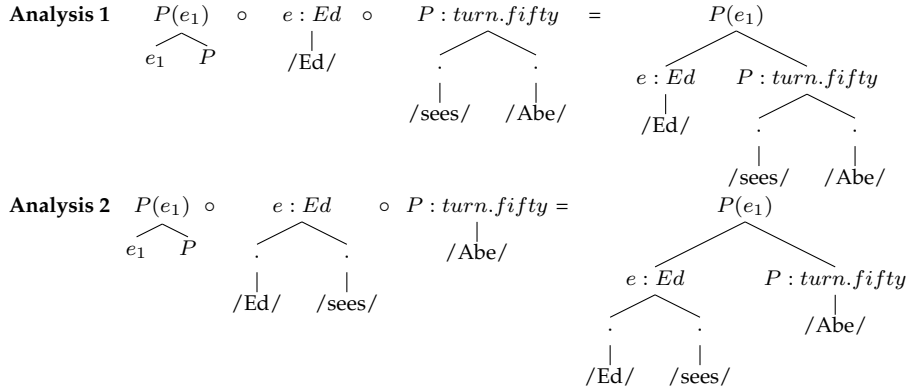 Analysis 1 P(e₁) ∘ e : Ed ∘ P : turn.fifty = P(e₁)
e₁ P /Ed/ . . e : Ed P : turn.fifty
/sees/ /Abe/ /Ed/ . .
/sees/ /Abe/
Analysis 2 P(e₁) ∘ e : Ed ∘ P : turn.fifty = P(e₁)
e₁ P . . /Abe/ e : Ed P : turn.fifty
/Ed/ /sees/ . . /Abe/
/Ed/ /sees/